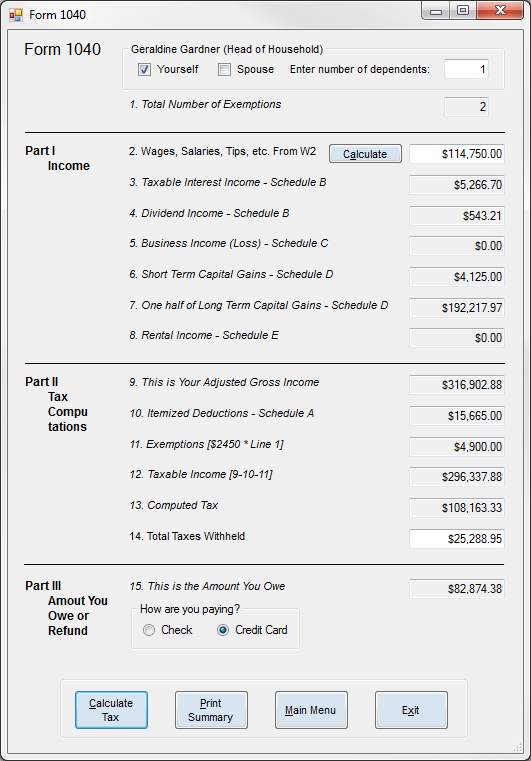 Form 1040
Form 1040
Geraldine Gardner (Head of Household)
Yourself Spouse Enter number of dependents: 1
1. Total Number of Exemptions 2
Part I
Income
2. Wages, Salaries, Tips, etc. From W2 Calculate $114,750.00
3. Taxable Interest Income - Schedule B $5,266.70
4. Dividend Income - Schedule B $543.21
5. Business Income (Loss) - Schedule C $0.00
6. Short Term Capital Gains - Schedule D $4,125.00
7. One half of Long Term Capital Gains - Schedule D $192,217.97
8. Rental Income - Schedule E $0.00
Part II
Tax
Compu
tations
9. This is Your Adjusted Gross Income $316,902.88
10. Itemized Deductions - Schedule A $15,665.00
11. Exemptions [$2450 * Line 1] $4,900.00
12. Taxable Income [9-10-11] $296,337.88
13. Computed Tax $108,163.33
14. Total Taxes Withheld $25,288.95
Part III
Amout You
Owe or
Refund
15. This is the Amount You Owe $82,874.38
How are you paying?
Check Credit Card
Calculate
Tax
Print
Summary
Main Menu
Exit